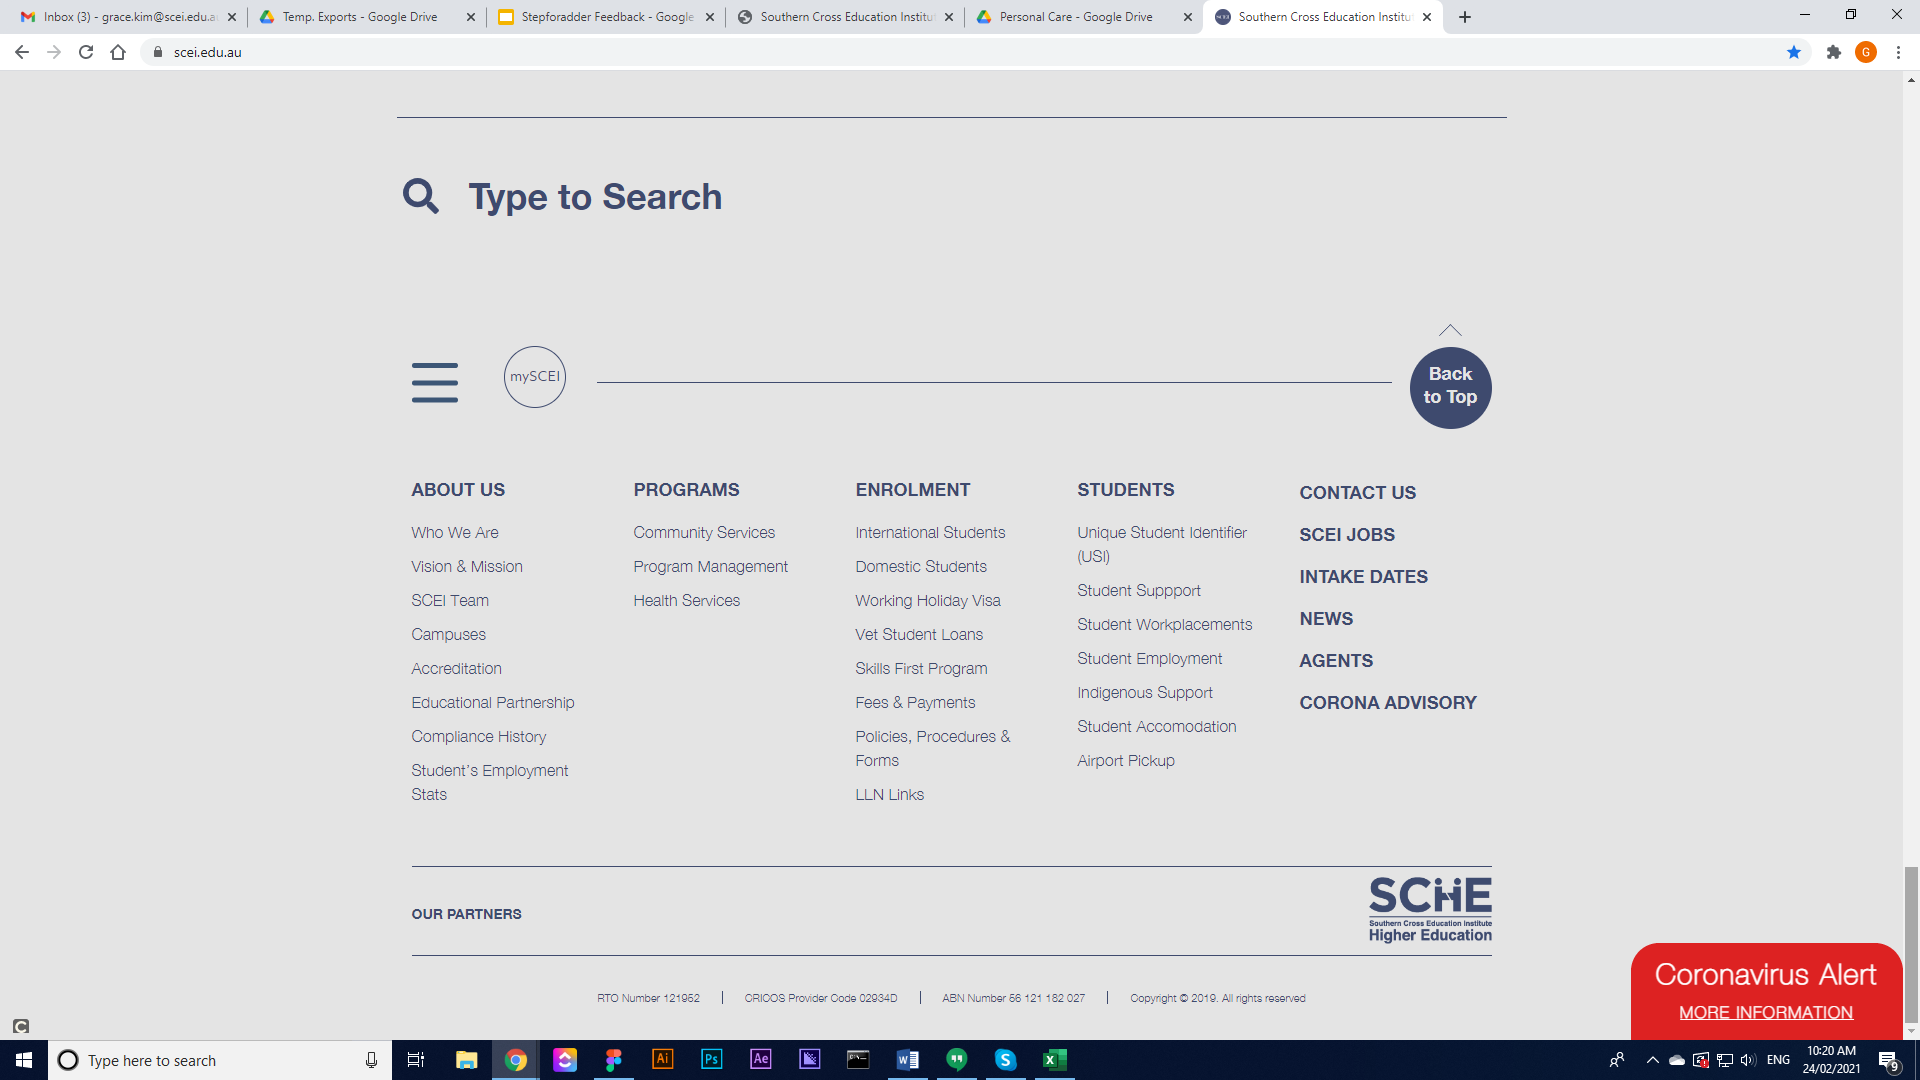 Inbox (3) - grace.kim@scei.edu.a
Temp. Exports - Google Drive
Stepforadder Feedback - Google
Southern Cross Education Institu
Personal Care - Google Drive
Southern Cross Education Institu
scei.edu.au
G
Type to Search
mySCEI
Back
to Top
ABOUT US
Who We Are
Vision & Mission
SCEI Team
Campuses
Accreditation
Educational Partnership
Compliance History
Student's Employment
Stats
PROGRAMS
Community Services
Program Management
Health Services
ENROLMENT
International Students
Domestic Students
Working Holiday Visa
Vet Student Loans
Skills First Program
Fees & Payments
Policies, Procedures &
Forms
LLN Links
STUDENTS
Unique Student Identifier
(USI)
Student Suppport
Student Workplacements
Student Employment
Indigenous Support
Student Accomodation
Airport Pickup
CONTACT US
SCEI JOBS
INTAKE DATES
NEWS
AGENTS
CORONA ADVISORY
OUR PARTNERS
SCHE
Southern Cross Education Institute
Higher Education
RTO Number 121952
CRICOS Provider Code 02934D
ABN Number 56 121 182 027
Copyright © 2019. All rights reserved
Coronavirus Alert
MORE INFORMATION
Type here to search
Ai
Ps
Ae
ENG
10:20 AM
24/02/2021
9